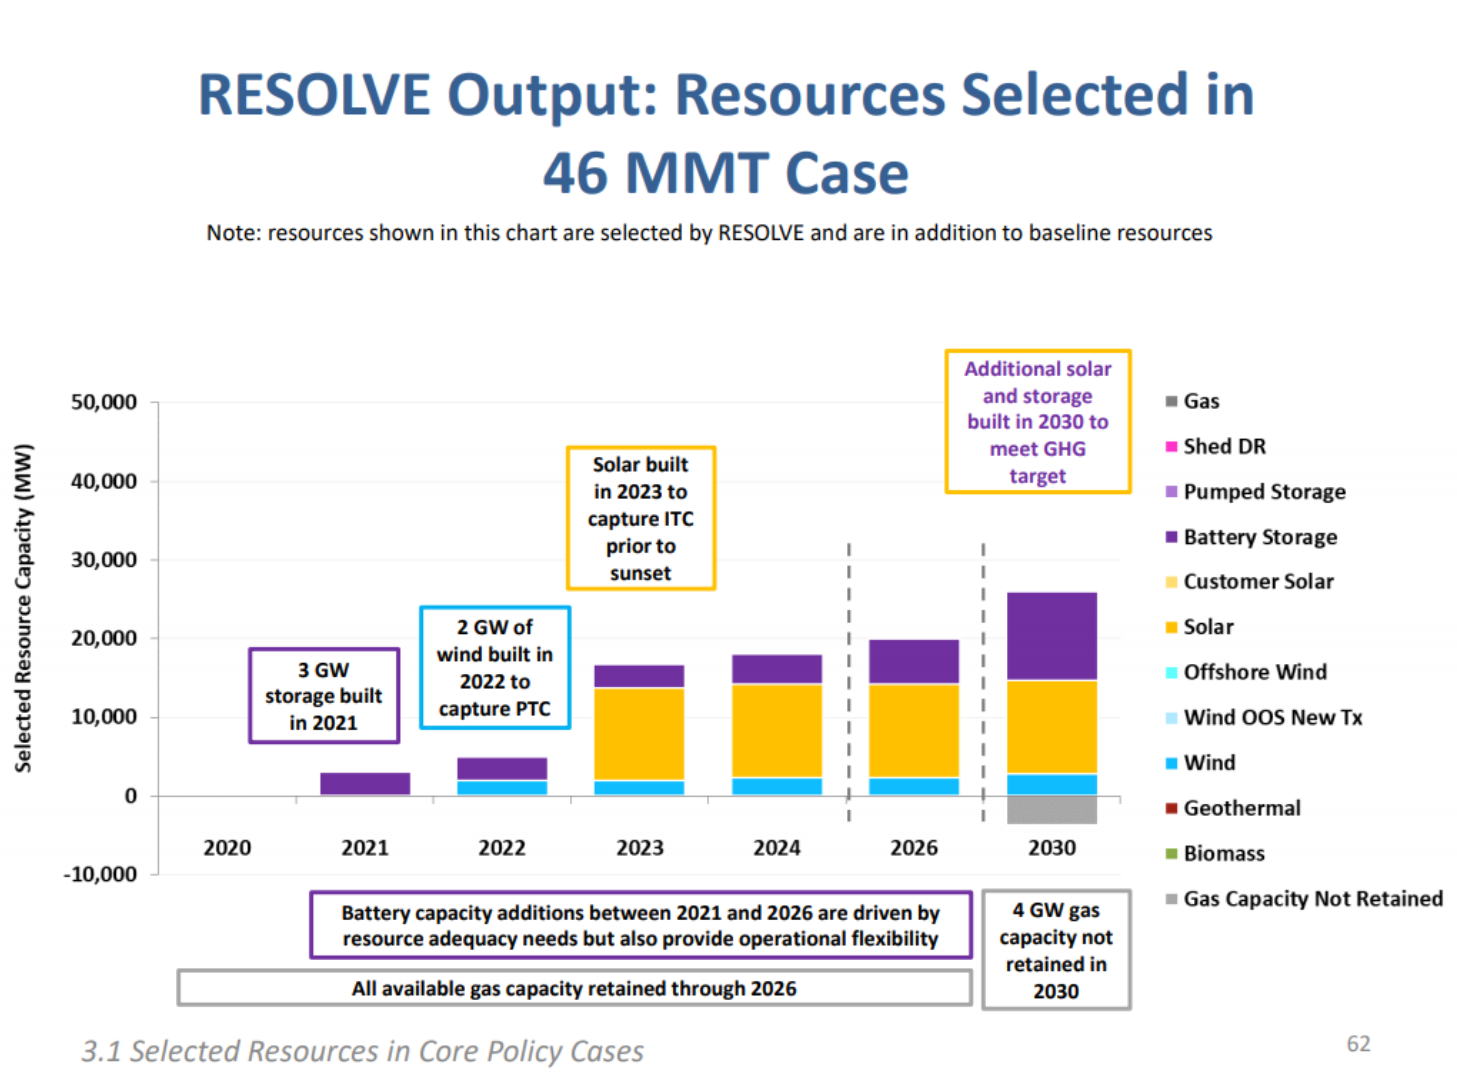 RESOLVE Output: Resources Selected in
46 MMT Case
Note: resources shown in this chart are selected by RESOLVE and are in addition to baseline resources
Selected Resource Capacity (MW)
50,000
40,000
30,000
20,000
10,000
0
-10,000
3 GW
storage built
in 2021
2 GW of
wind built in
2022 to
capture PTC
Solar built
in 2023 to
capture ITC
prior to
sunset
Additional solar
and storage
built in 2030 to
meet GHG
target
2020
2021
2022
2023
2024
2026
2030
Gas
Shed DR
Pumped Storage
Battery Storage
Customer Solar
Solar
Offshore Wind
Wind OOS New Tx
Wind
Geothermal
Biomass
Gas Capacity Not Retained
Battery capacity additions between 2021 and 2026 are driven by
resource adequacy needs but also provide operational flexibility
All available gas capacity retained through 2026
4 GW gas
capacity not
retained in
2030
3.1 Selected Resources in Core Policy Cases
62